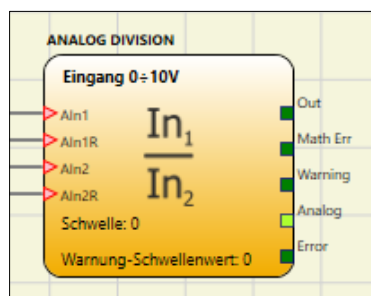 ANALOG DIVISION
Eingang 0÷10V
AIn1
AIn1R
AIn2
AIn2R
In1
In2
Schwelle: 0
Warnung-Schwellenwert: 0
Out
Math Err
Warning
Analog
Error